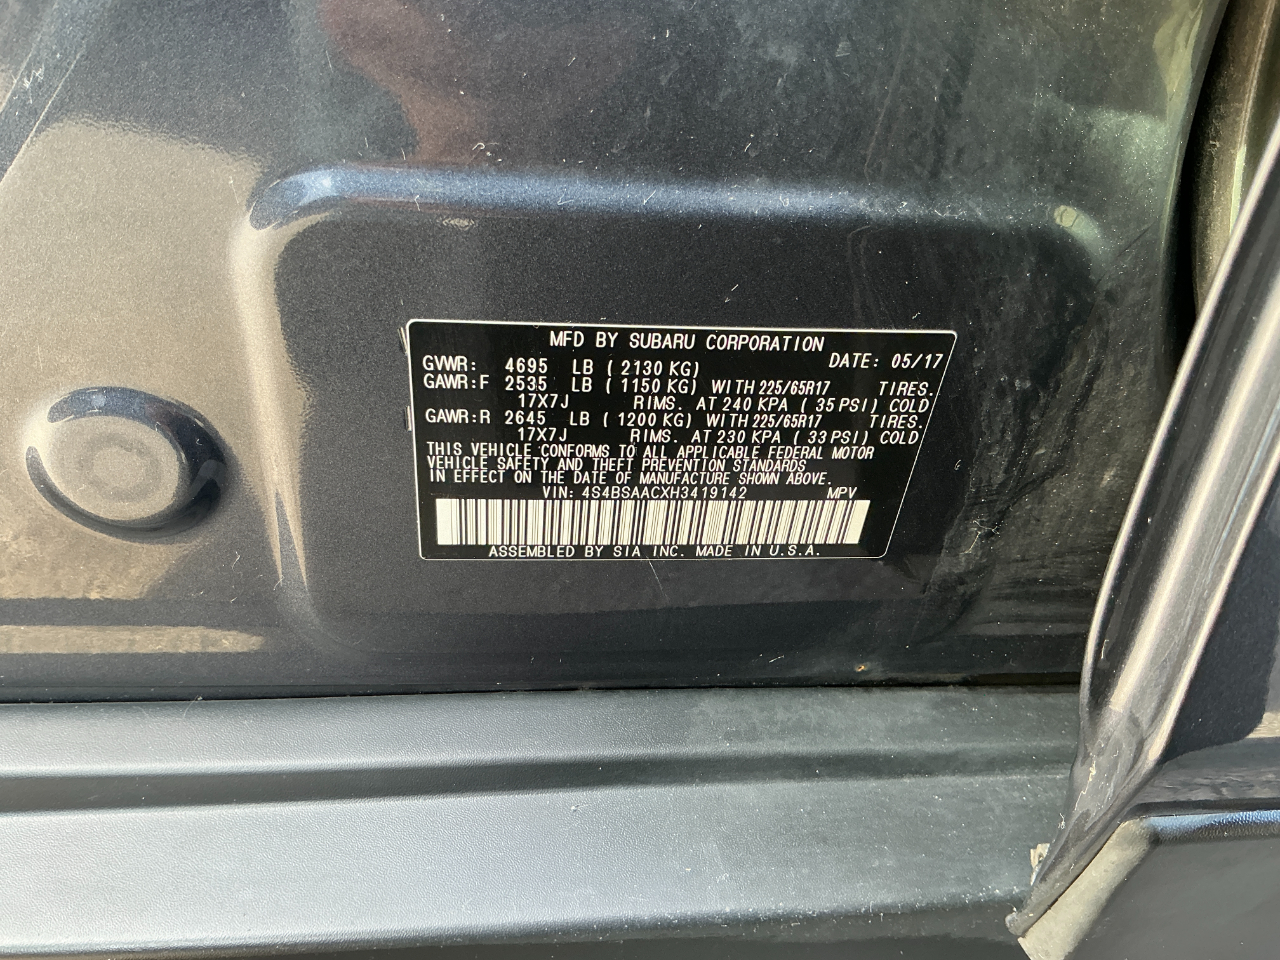 MFD BY SUBARU CORPORATION
GVWR: 4695 LB ( 2130 KG) DATE: 05/17
GAWR:F 2535 LB ( 1150 KG) WITH 225/65R17 TIRES.
17X7J RIMS. AT 240 KPA ( 35 PSI) COLD
GAWR:R 2645 LB ( 1200 KG) WITH 225/65R17 TIRES.
17X7J RIMS. AT 230 KPA ( 33 PSI) COLD
THIS VEHICLE CONFORMS TO ALL APPLICABLE FEDERAL MOTOR
VEHICLE SAFETY AND THEFT PREVENTION STANDARDS
IN EFFECT ON THE DATE OF MANUFACTURE SHOWN ABOVE.
VIN: 4S4BSAACXH3419142 MPV
ASSEMBLED BY SIA INC. MADE IN U.S.A.